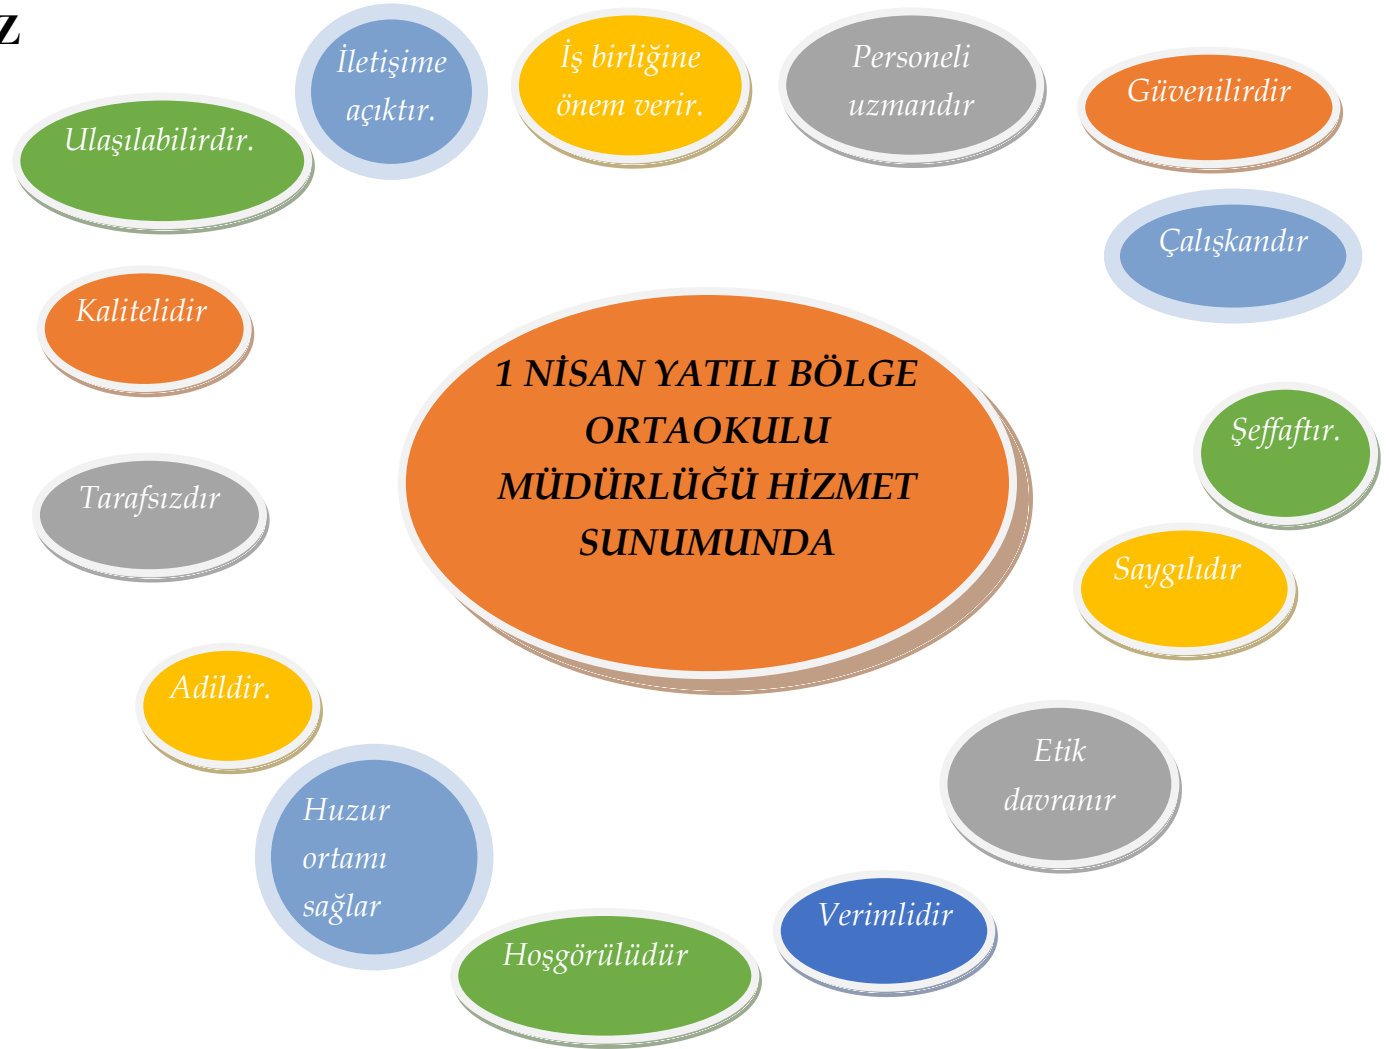 Z
İletişime
açıktır.
İş birliğine
önem verir.
Personeli
uzmandır
Güvenilirdir
Ulaşılabilirdir.
Çalışkandır
Kalitelidir
1 NİSAN YATILI BÖLGE
ORTAOKULU
MÜDÜRLÜĞÜ HİZMET
SUNUMUNDA
Şeffaftır.
Tarafsızdır
Saygılıdır
Adildir.
Etik
davranır
Huzur
ortamı
sağlar
Verimlidir
Hoşgörülüdür